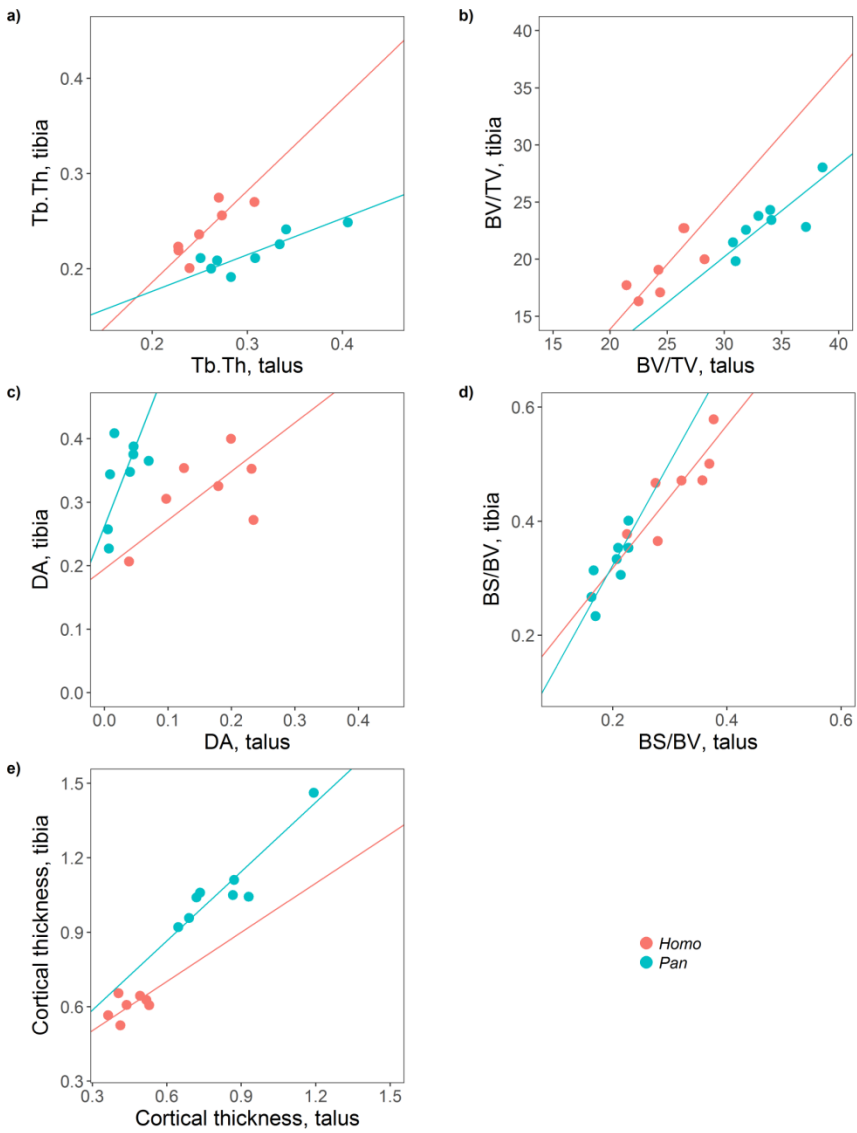 a)
Tb.Th, tibia
0.4
0.3
0.2
0.2
0.3
0.4
Tb.Th, talus
b)
BV/TV, tibia
40
35
30
25
20
15
15
20
25
30
35
40
BV/TV, talus
c)
DA, tibia
0.4
0.3
0.2
0.1
0.0
0.0
0.1
0.2
0.3
0.4
DA, talus
d)
BS/BV, tibia
0.6
0.4
0.2
0.2
0.4
0.6
BS/BV, talus
e)
Cortical thickness, tibia
1.5
1.2
0.9
0.6
0.3
0.3
0.6
0.9
1.2
1.5
Cortical thickness, talus
Homo
Pan